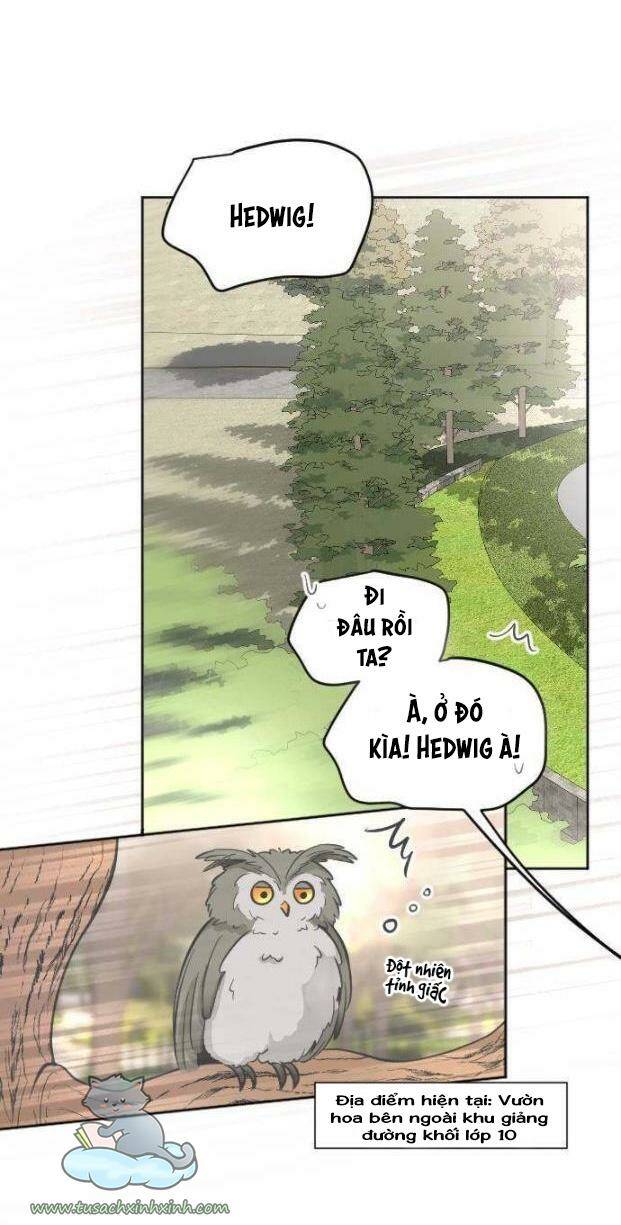 HEDWIG!
ĐI
ĐÂU RỒI
TA?
À, Ở ĐÓ
KÌA! HEDWIG À!
Đột nhiên
tỉnh giấc
Địa điểm hiện tại: Vườn
hoa bên ngoài khu giảng
đường khối lớp 10
www.tusachxinhxinh.com